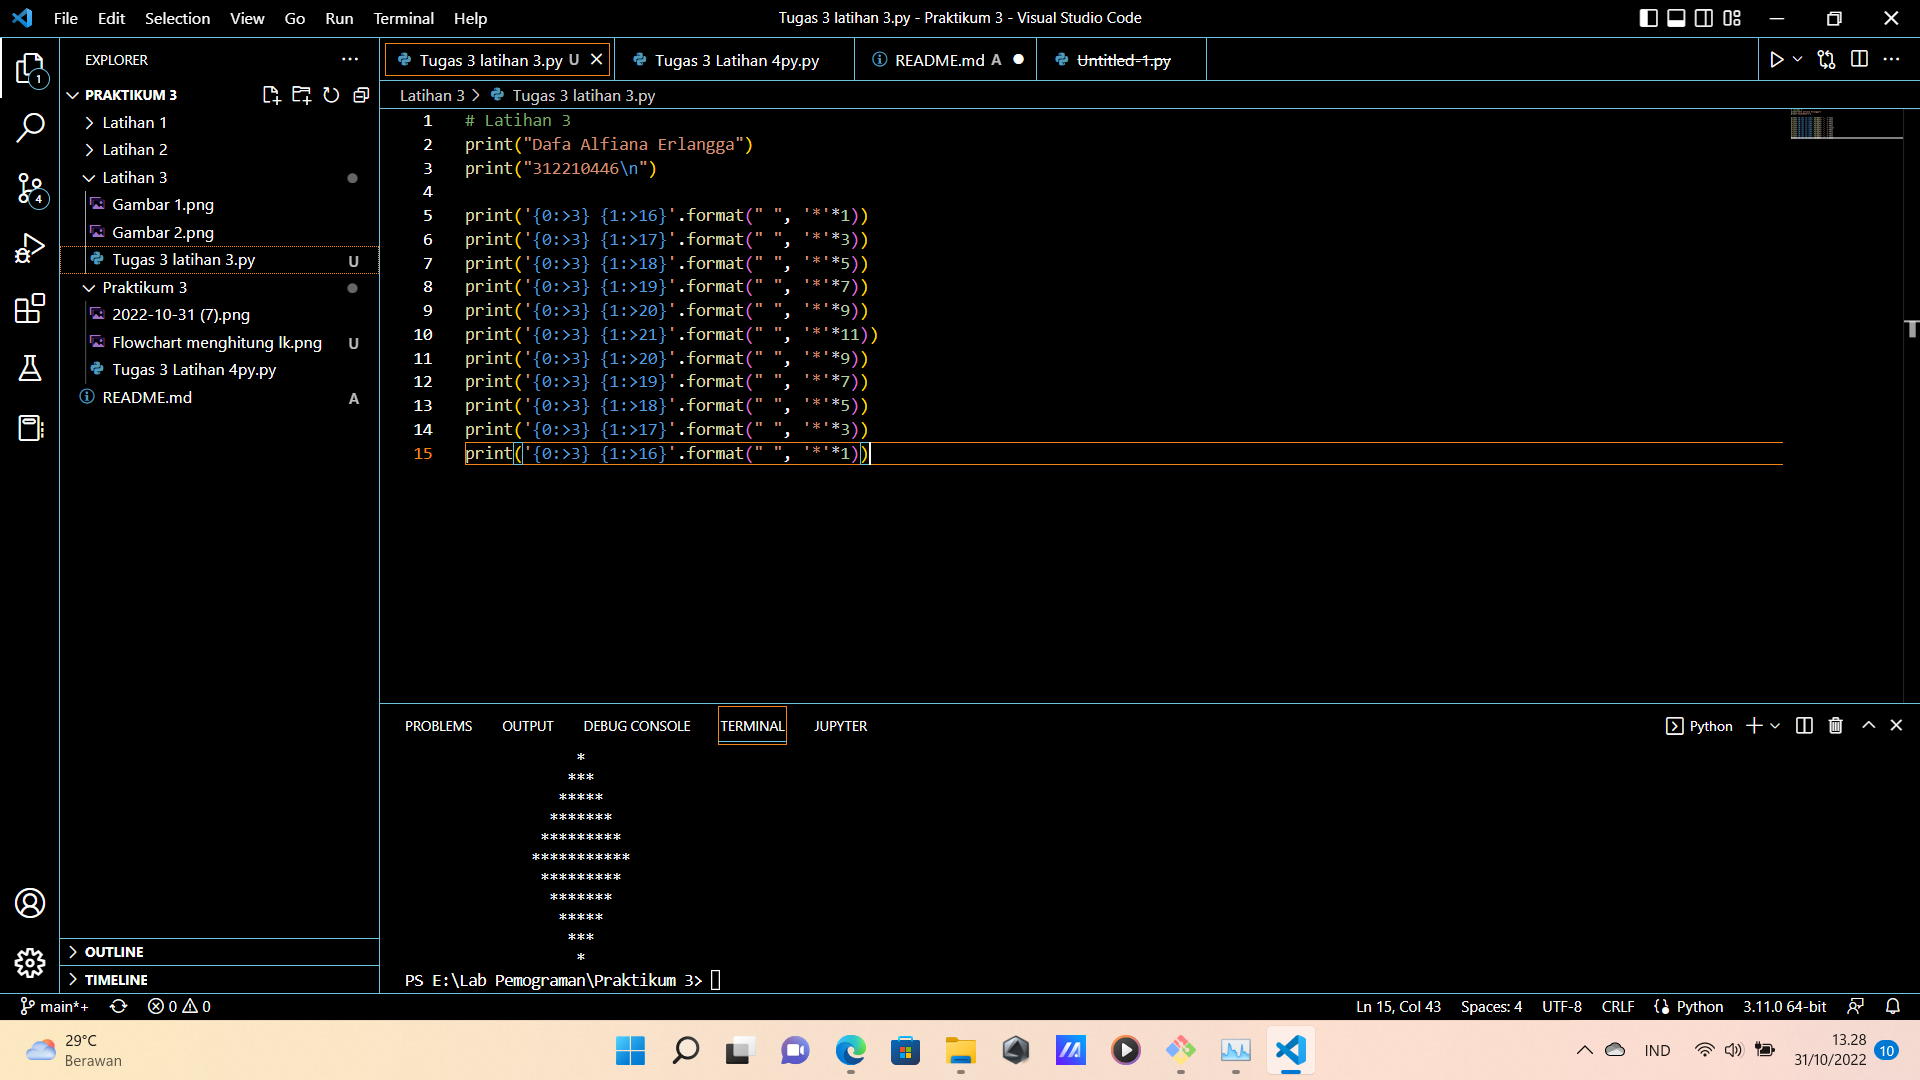 File Edit Selection View Go Run Terminal Help
Tugas 3 latihan 3.py - Praktikum 3 - Visual Studio Code
EXPLORER
PRAKTIKUM 3
Latihan 1
Latihan 2
Latihan 3
Gambar 1.png
Gambar 2.png
Tugas 3 latihan 3.py U
Praktikum 3
2022-10-31 (7).png
Flowchart menghitung lk.png U
Tugas 3 Latihan 4py.py
README.md A
OUTLINE
TIMELINE
1
4
Tugas 3 latihan 3.py U
Tugas 3 Latihan 4py.py
README.md A
Untitled-1.py
Latihan 3 > Tugas 3 latihan 3.py
1 # Latihan 3
2 print("Dafa Alfiana Erlangga")
3 print("312210446\n")
4
5 print('{0:>3} {1:>16}'.format(" ", '*'*1))
6 print('{0:>3} {1:>17}'.format(" ", '*'*3))
7 print('{0:>3} {1:>18}'.format(" ", '*'*5))
8 print('{0:>3} {1:>19}'.format(" ", '*'*7))
9 print('{0:>3} {1:>20}'.format(" ", '*'*9))
10 print('{0:>3} {1:>21}'.format(" ", '*'*11))
11 print('{0:>3} {1:>20}'.format(" ", '*'*9))
12 print('{0:>3} {1:>19}'.format(" ", '*'*7))
13 print('{0:>3} {1:>18}'.format(" ", '*'*5))
14 print('{0:>3} {1:>17}'.format(" ", '*'*3))
15 print('{0:>3} {1:>16}'.format(" ", '*'*1))
PROBLEMS OUTPUT DEBUG CONSOLE TERMINAL JUPYTER
Python
*
***
*****
*******
*********
***********
*********
*******
*****
***
*
PS E:\Lab Pemograman\Praktikum 3>
main*+ 0 0
Ln 15, Col 43 Spaces: 4 UTF-8 CRLF Python 3.11.0 64-bit
29°C
Berawan
IND
13.28
31/10/2022
10